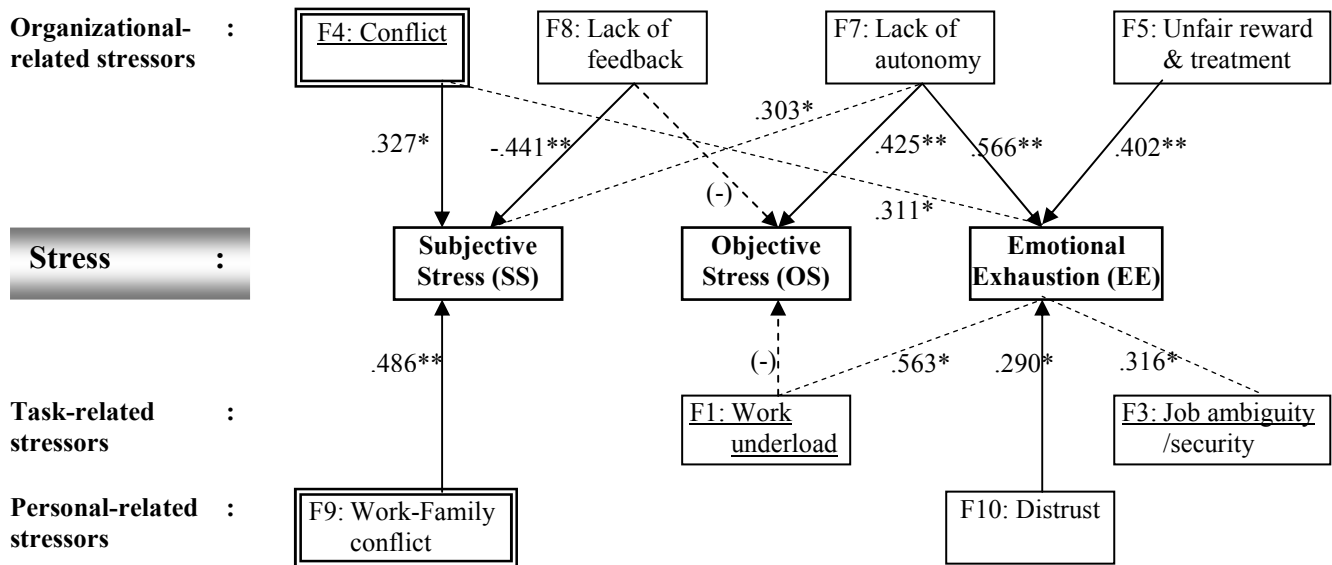 Organizational- :
related stressors
F4: Conflict
F8: Lack of
feedback
F7: Lack of
autonomy
F5: Unfair reward
& treatment
.327*
-.441**
.303*
.425**
.566**
.402**
(-)
.311*
Stress :
Subjective
Stress (SS)
Objective
Stress (OS)
Emotional
Exhaustion (EE)
.486**
(-)
.563*
.290*
.316*
Task-related :
stressors
F1: Work
underload
F3: Job ambiguity
/security
Personal-related :
stressors
F9: Work-Family
conflict
F10: Distrust